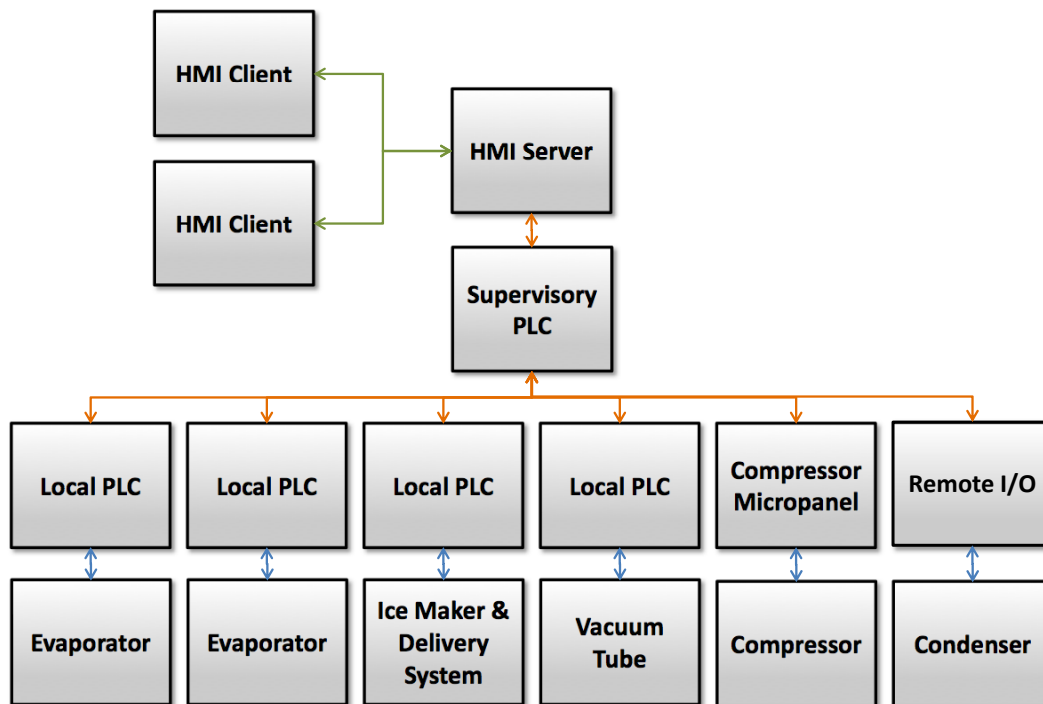 HMI Client
HMI Server
HMI Client
Supervisory
PLC
Local PLC
Local PLC
Local PLC
Local PLC
Compressor
Micropanel
Remote I/O
Evaporator
Evaporator
Ice Maker &
Delivery
System
Vacuum
Tube
Compressor
Condenser